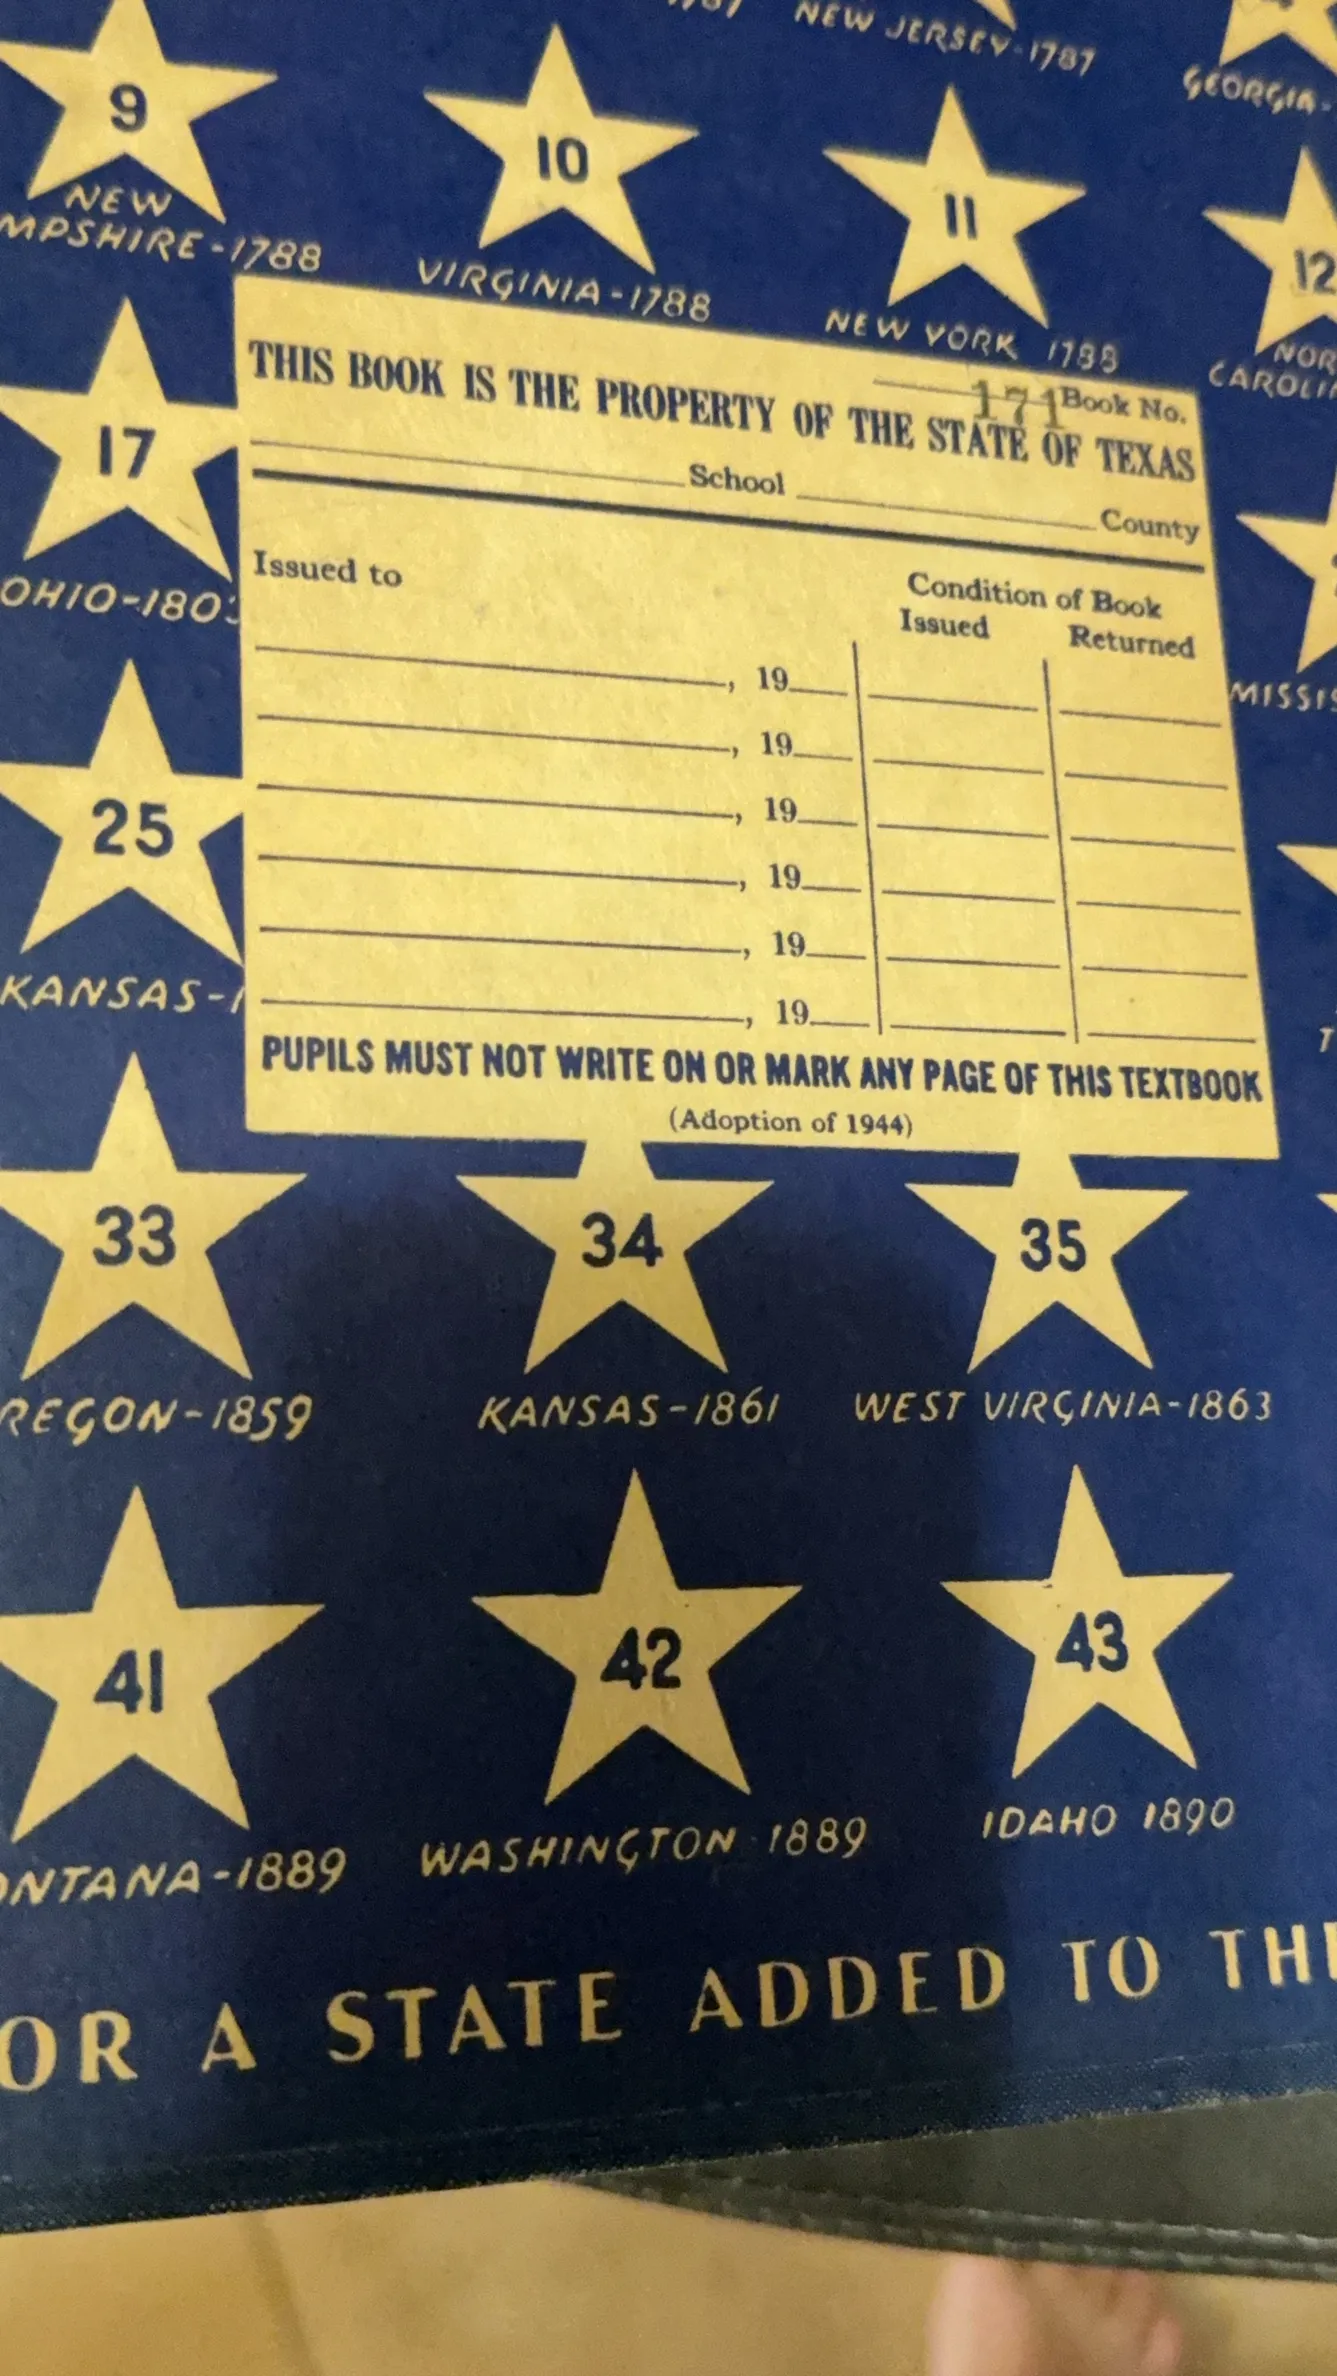 NEW JERSEY-1787
GEORGIA-
9
10
11
12
NEW
MPSHIRE-1788
VIRGINIA-1788
NEW YORK 1788
NOR
CAROLI
171 Book No.
THIS BOOK IS THE PROPERTY OF THE STATE OF TEXAS
School County
17
OHIO-180
Issued to
Condition of Book
Issued Returned
MISSIS
, 19
, 19
, 19
, 19
, 19
, 19
25
KANSAS-1
T
PUPILS MUST NOT WRITE ON OR MARK ANY PAGE OF THIS TEXTBOOK
(Adoption of 1944)
33
34
35
REGON-1859
KANSAS-1861
WEST VIRGINIA-1863
41
42
43
ONTANA-1889
WASHINGTON 1889
IDAHO 1890
OR A STATE ADDED TO THE